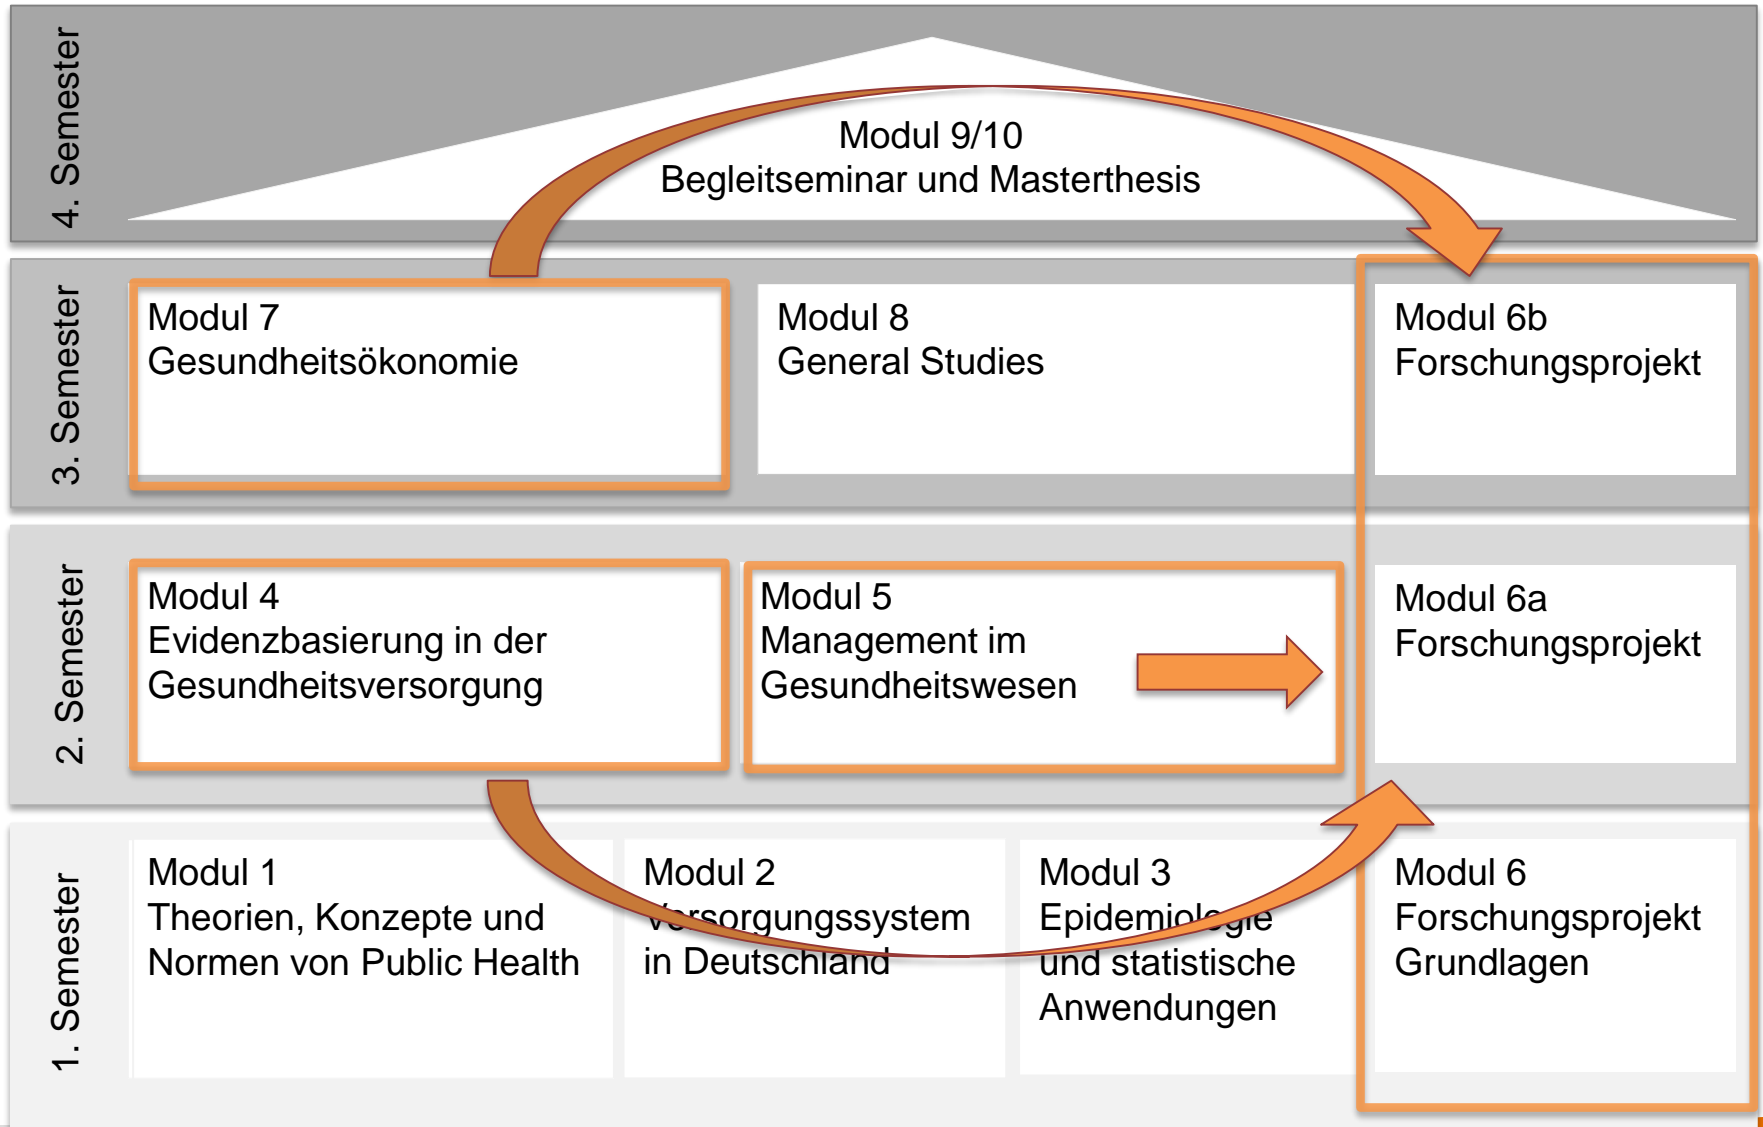 4. Semester
Modul 9/10
Begleitseminar und Masterthesis
3. Semester
Modul 7
Gesundheitsökonomie
Modul 8
General Studies
Modul 6b
Forschungsprojekt
2. Semester
Modul 4
Evidenzbasierung in der
Gesundheitsversorgung
Modul 5
Management im
Gesundheitswesen
Modul 6a
Forschungsprojekt
1. Semester
Modul 1
Theorien, Konzepte und
Normen von Public Health
Modul 2
Versorgungssystem
in Deutschland
Modul 3
Epidemiologie
und statistische
Anwendungen
Modul 6
Forschungsprojekt
Grundlagen